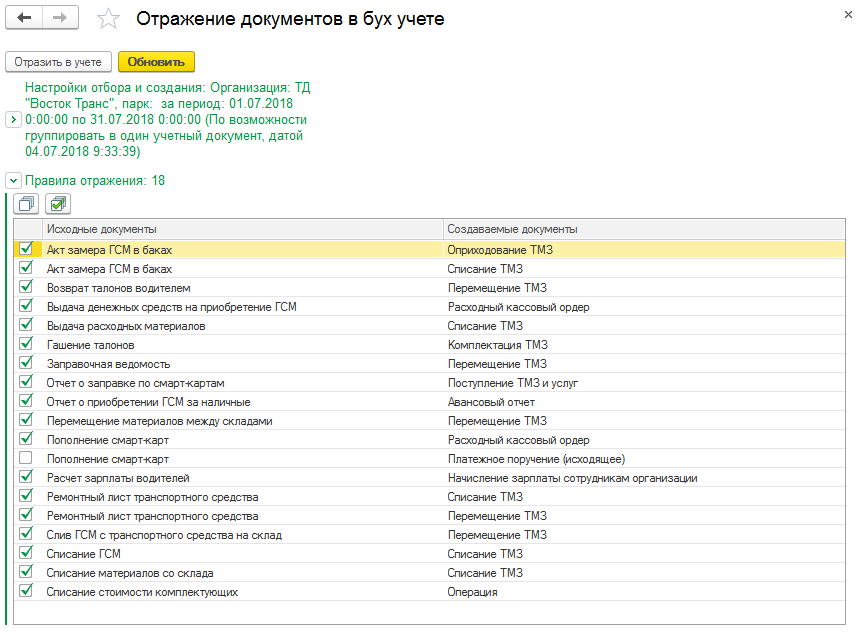 Отражение документов в бух учете
Отразить в учете Обновить
Настройки отбора и создания: Организация: ТД
"Восток Транс", парк: за период: 01.07.2018
0:00:00 по 31.07.2018 0:00:00 (По возможности
группировать в один учетный документ, датой
04.07.2018 9:33:39)
Правила отражения: 18
Исходные документы Создаваемые документы
Акт замера ГСМ в баках Оприходование ТМЗ
Акт замера ГСМ в баках Списание ТМЗ
Возврат талонов водителем Перемещение ТМЗ
Выдача денежных средств на приобретение ГСМ Расходный кассовый ордер
Выдача расходных материалов Списание ТМЗ
Гашение талонов Комплектация ТМЗ
Заправочная ведомость Перемещение ТМЗ
Отчет о заправке по смарт-картам Поступление ТМЗ и услуг
Отчет о приобретении ГСМ за наличные Авансовый отчет
Перемещение материалов между складами Перемещение ТМЗ
Пополнение смарт-карт Расходный кассовый ордер
Пополнение смарт-карт Платежное поручение (исходящее)
Расчет зарплаты водителей Начисление зарплаты сотрудникам организации
Ремонтный лист транспортного средства Списание ТМЗ
Ремонтный лист транспортного средства Перемещение ТМЗ
Слив ГСМ с транспортного средства на склад Перемещение ТМЗ
Списание ГСМ Списание ТМЗ
Списание материалов со склада Списание ТМЗ
Списание стоимости комплектующих Операция